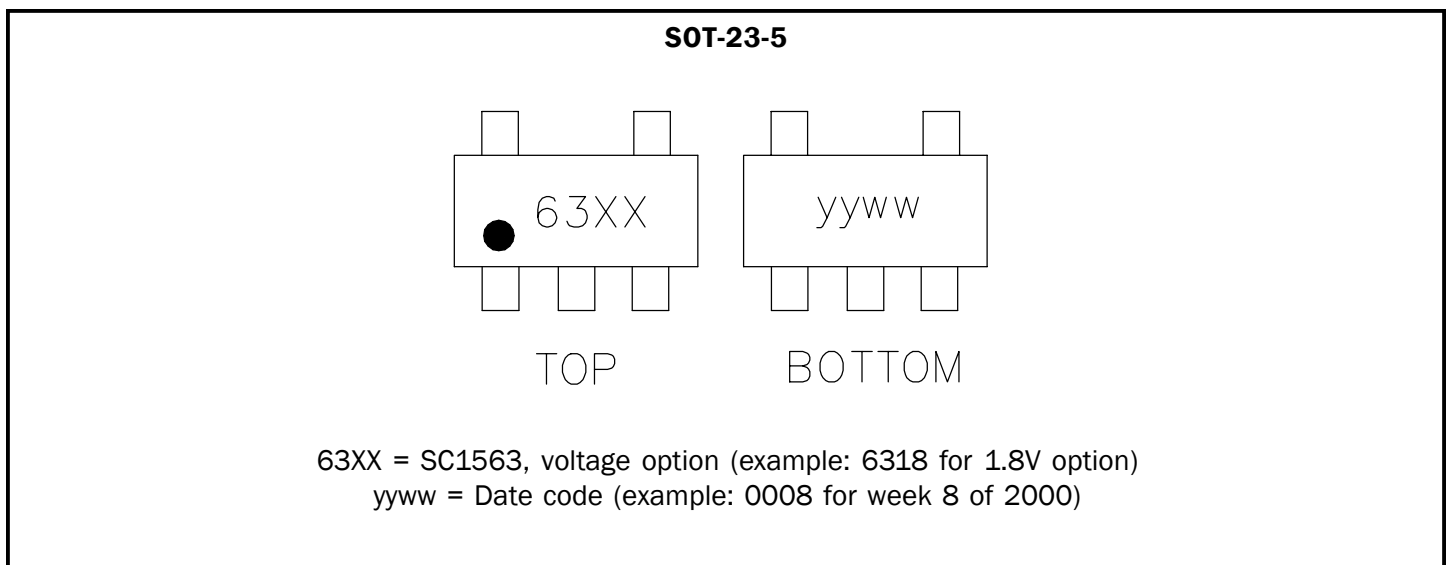 SOT-23-5
63XX
yyww
TOP
BOTTOM
63XX = SC1563, voltage option (example: 6318 for 1.8V option)
yyww = Date code (example: 0008 for week 8 of 2000)